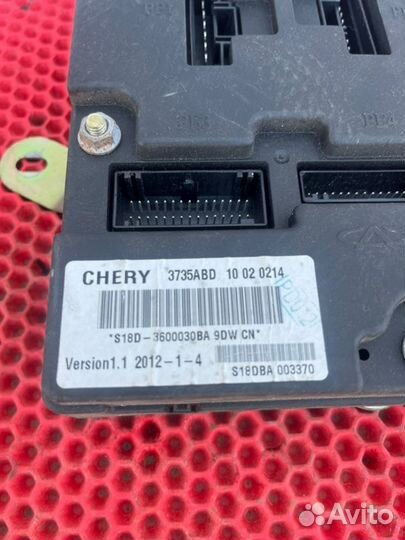 CHERY 3735ABD 10 02 0214
*S18D-3600030BA 9DW CN*
Version1.1 2012-1-4
S18DBA 003370
Avito